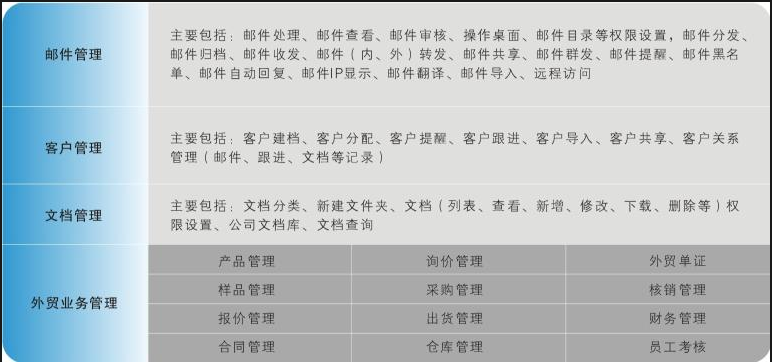 邮件管理
主要包括：邮件处理、邮件查看、邮件审核、操作桌面、邮件目录等权限设置，邮件分发、
邮件归档、邮件收发、邮件（内、外）转发、邮件共享、邮件群发、邮件提醒、邮件黑名
单、邮件自动回复、邮件IP显示、邮件翻译、邮件导入、远程访问
客户管理
主要包括：客户建档、客户分配、客户提醒、客户跟进、客户导入、客户共享、客户关系
管理（邮件、跟进、文档等记录）
文档管理
主要包括：文档分类、新建文件夹、文档（列表、查看、新增、修改、下载、删除等）权
限设置、公司文档库、文档查询
外贸业务管理
产品管理 询价管理 外贸单证
样品管理 采购管理 核销管理
报价管理 出货管理 财务管理
合同管理 仓库管理 员工考核